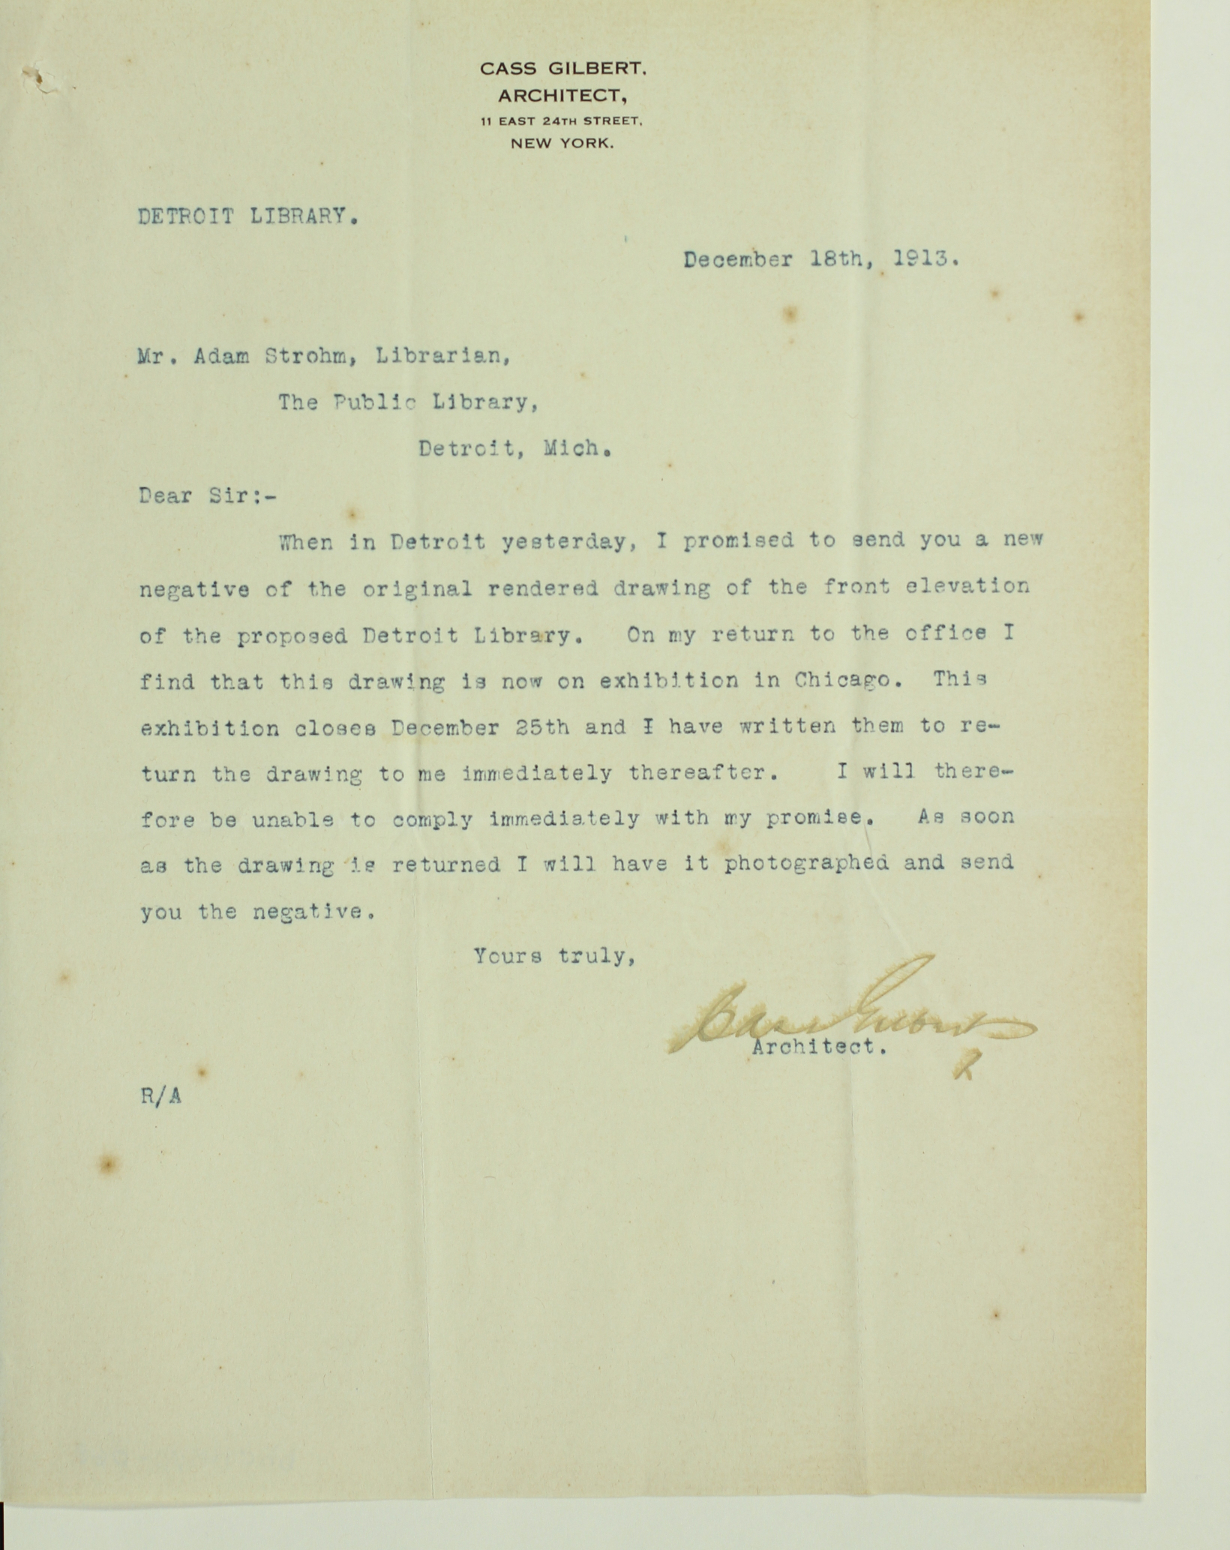 CASS GILBERT,
ARCHITECT,
11 EAST 24TH STREET,
NEW YORK.
DETROIT LIBRARY.
December 18th, 1913.
Mr. Adam Strohm, Librarian,
The Public Library,
Detroit, Mich.
Dear Sir:-
When in Detroit yesterday, I promised to send you a new
negative of the original rendered drawing of the front elevation
of the proposed Detroit Library. On my return to the office I
find that this drawing is now on exhibition in Chicago. This
exhibition closes December 25th and I have written them to re-
turn the drawing to me immediately thereafter. I will there-
fore be unable to comply immediately with my promise. As soon
as the drawing is returned I will have it photographed and send
you the negative.
Yours truly,
Cass Gilbert
Architect.
R/A